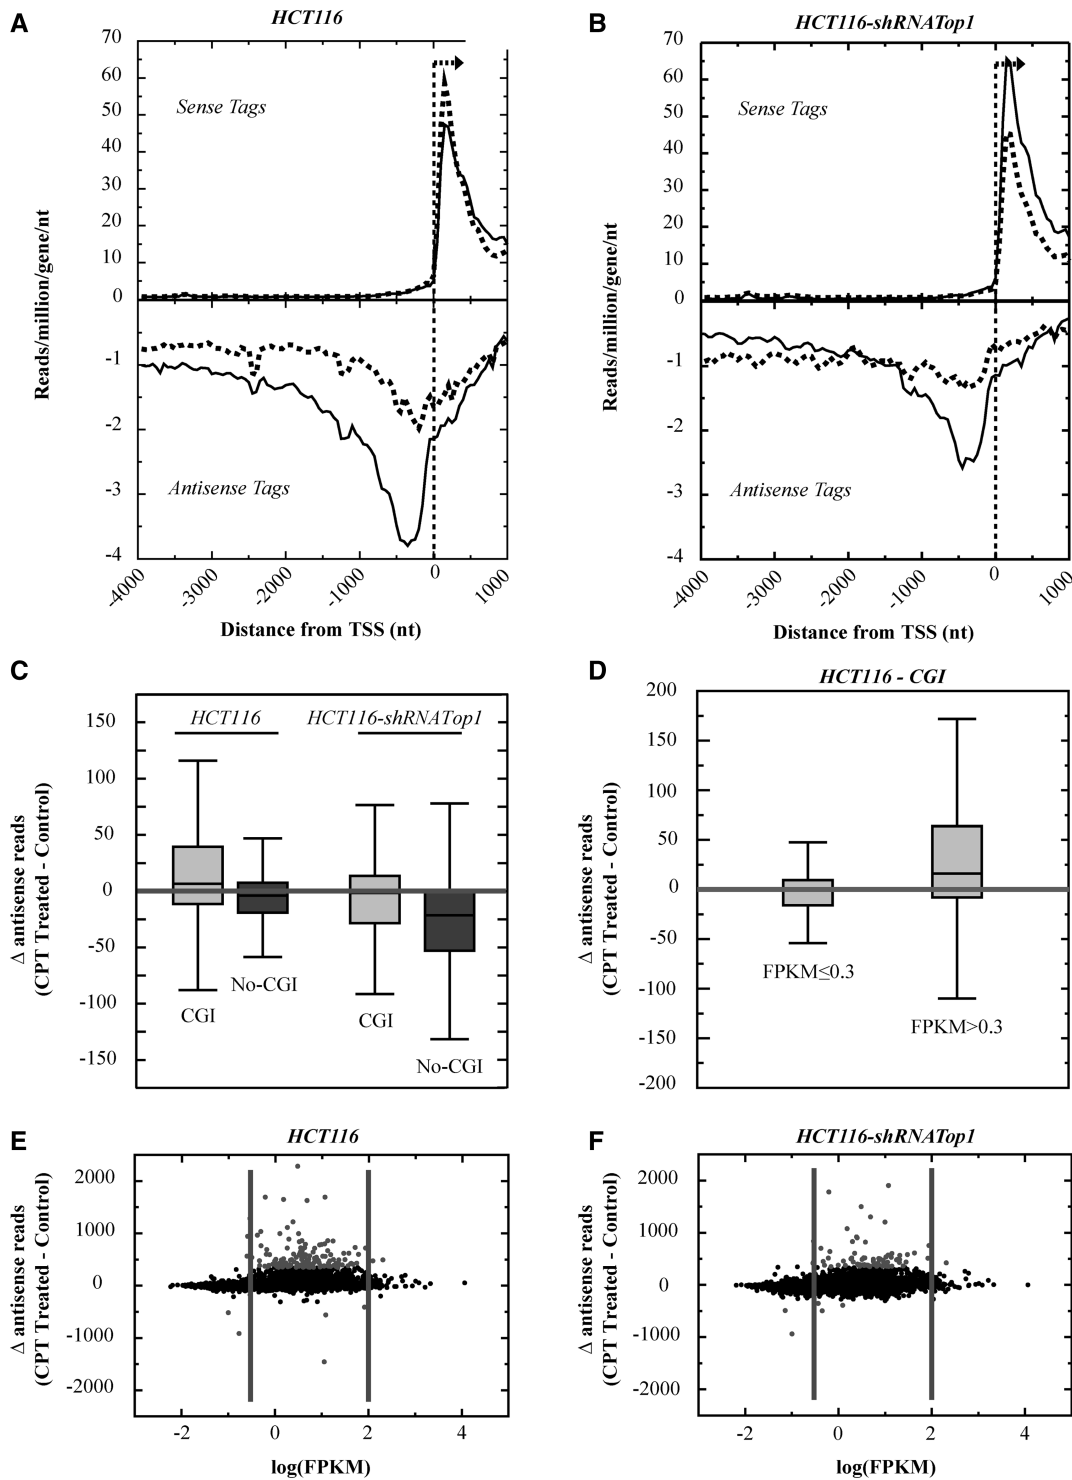 A
HCT116
70
60
50
40
30
20
10
0
-1
-2
-3
-4
Sense Tags
Antisense Tags
Reads/million/gene/nt
-4000 -3000 -2000 -1000 0 1000
Distance from TSS (nt)
B
HCT116-shRNATop1
70
60
50
40
30
20
10
0
-1
-2
-3
-4
Sense Tags
Antisense Tags
Reads/million/gene/nt
-4000 -3000 -2000 -1000 0 1000
Distance from TSS (nt)
C
150
100
50
0
-50
-100
-150
Δ antisense reads
(CPT Treated - Control)
HCT116 HCT116-shRNATop1
CGI
No-CGI
CGI
No-CGI
D
HCT116 - CGI
200
150
100
50
0
-50
-100
-150
-200
Δ antisense reads
(CPT Treated - Control)
FPKM≤0.3
FPKM>0.3
E
HCT116
2000
1000
0
-1000
-2000
Δ antisense reads
(CPT Treated - Control)
-2 0 2 4
log(FPKM)
F
HCT116-shRNATop1
2000
1000
0
-1000
-2000
Δ antisense reads
(CPT Treated - Control)
-2 0 2 4
log(FPKM)